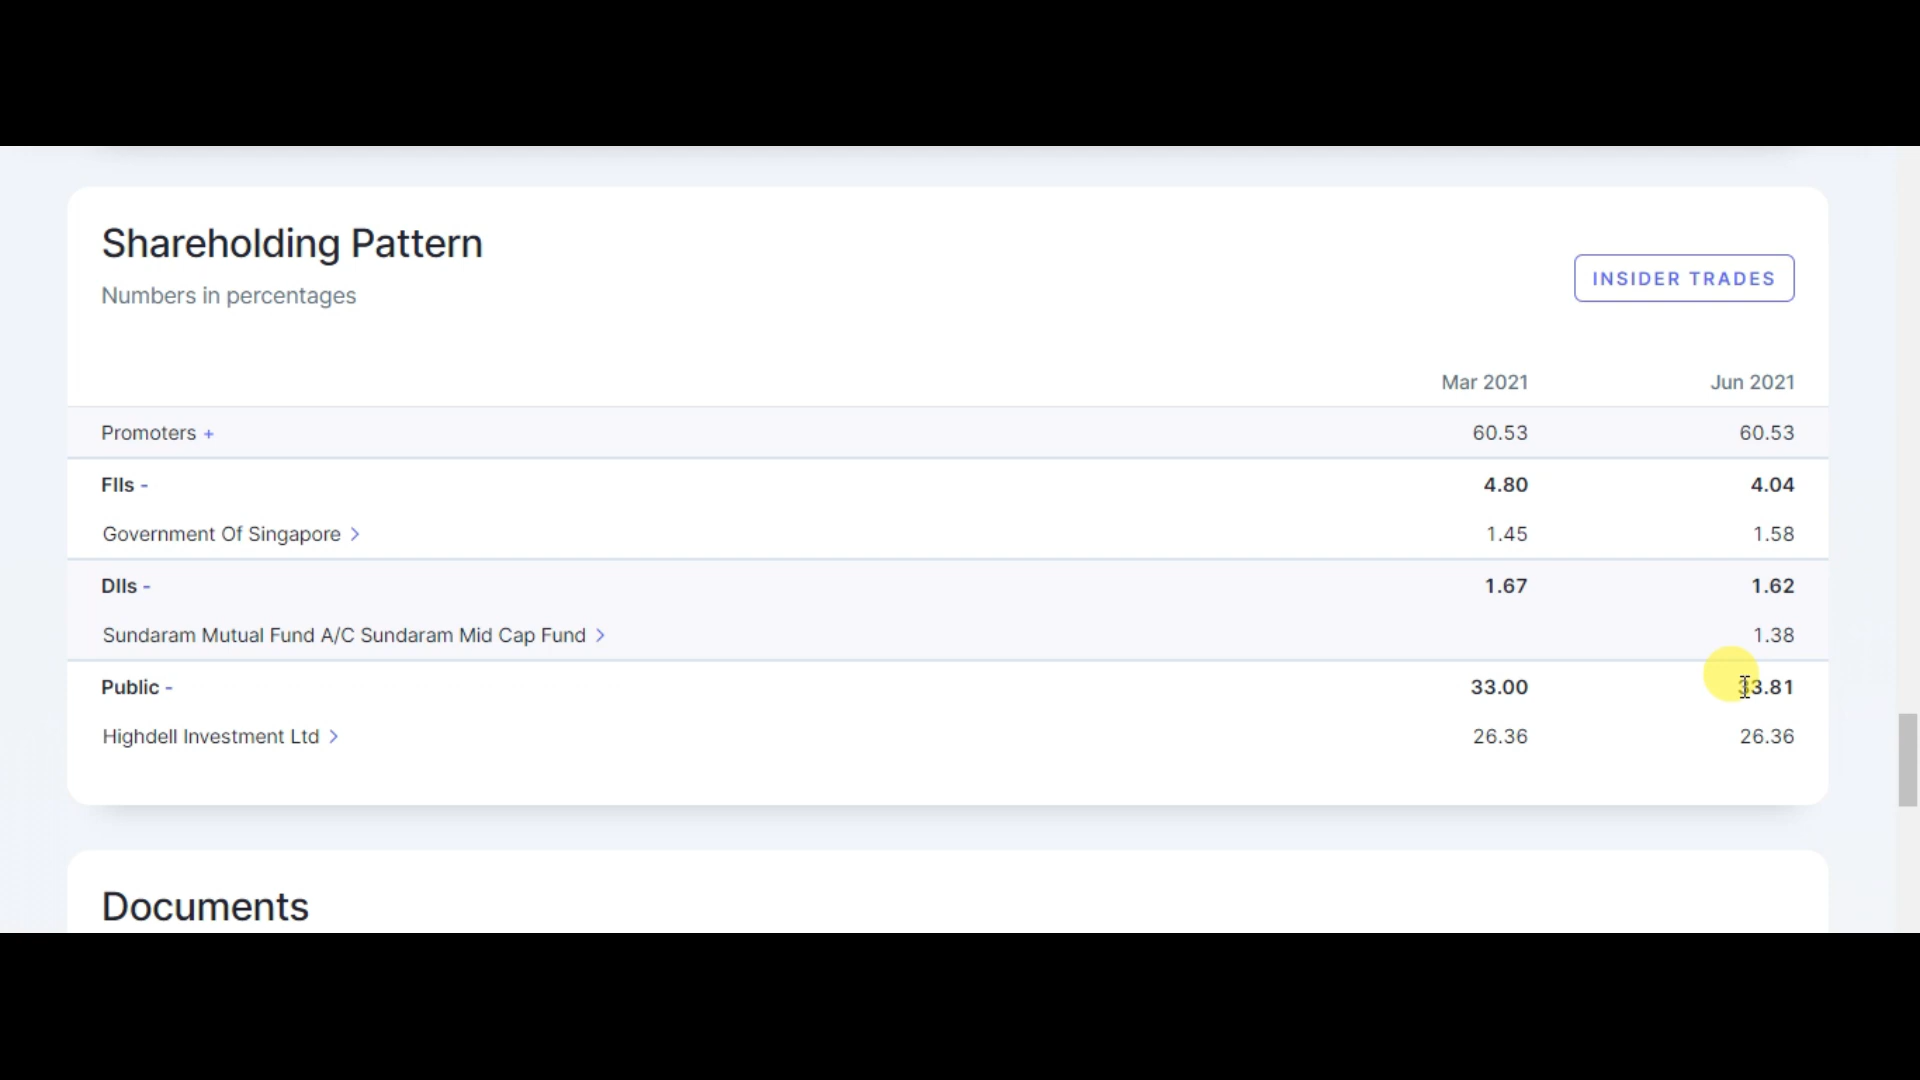 Shareholding Pattern
Numbers in percentages
INSIDER TRADES
Mar 2021 Jun 2021
Promoters + 60.53 60.53
FIIs - 4.80 4.04
Government Of Singapore > 1.45 1.58
DIIs - 1.67 1.62
Sundaram Mutual Fund A/C Sundaram Mid Cap Fund > 1.38
Public - 33.00 33.81
Highdell Investment Ltd > 26.36 26.36
Documents